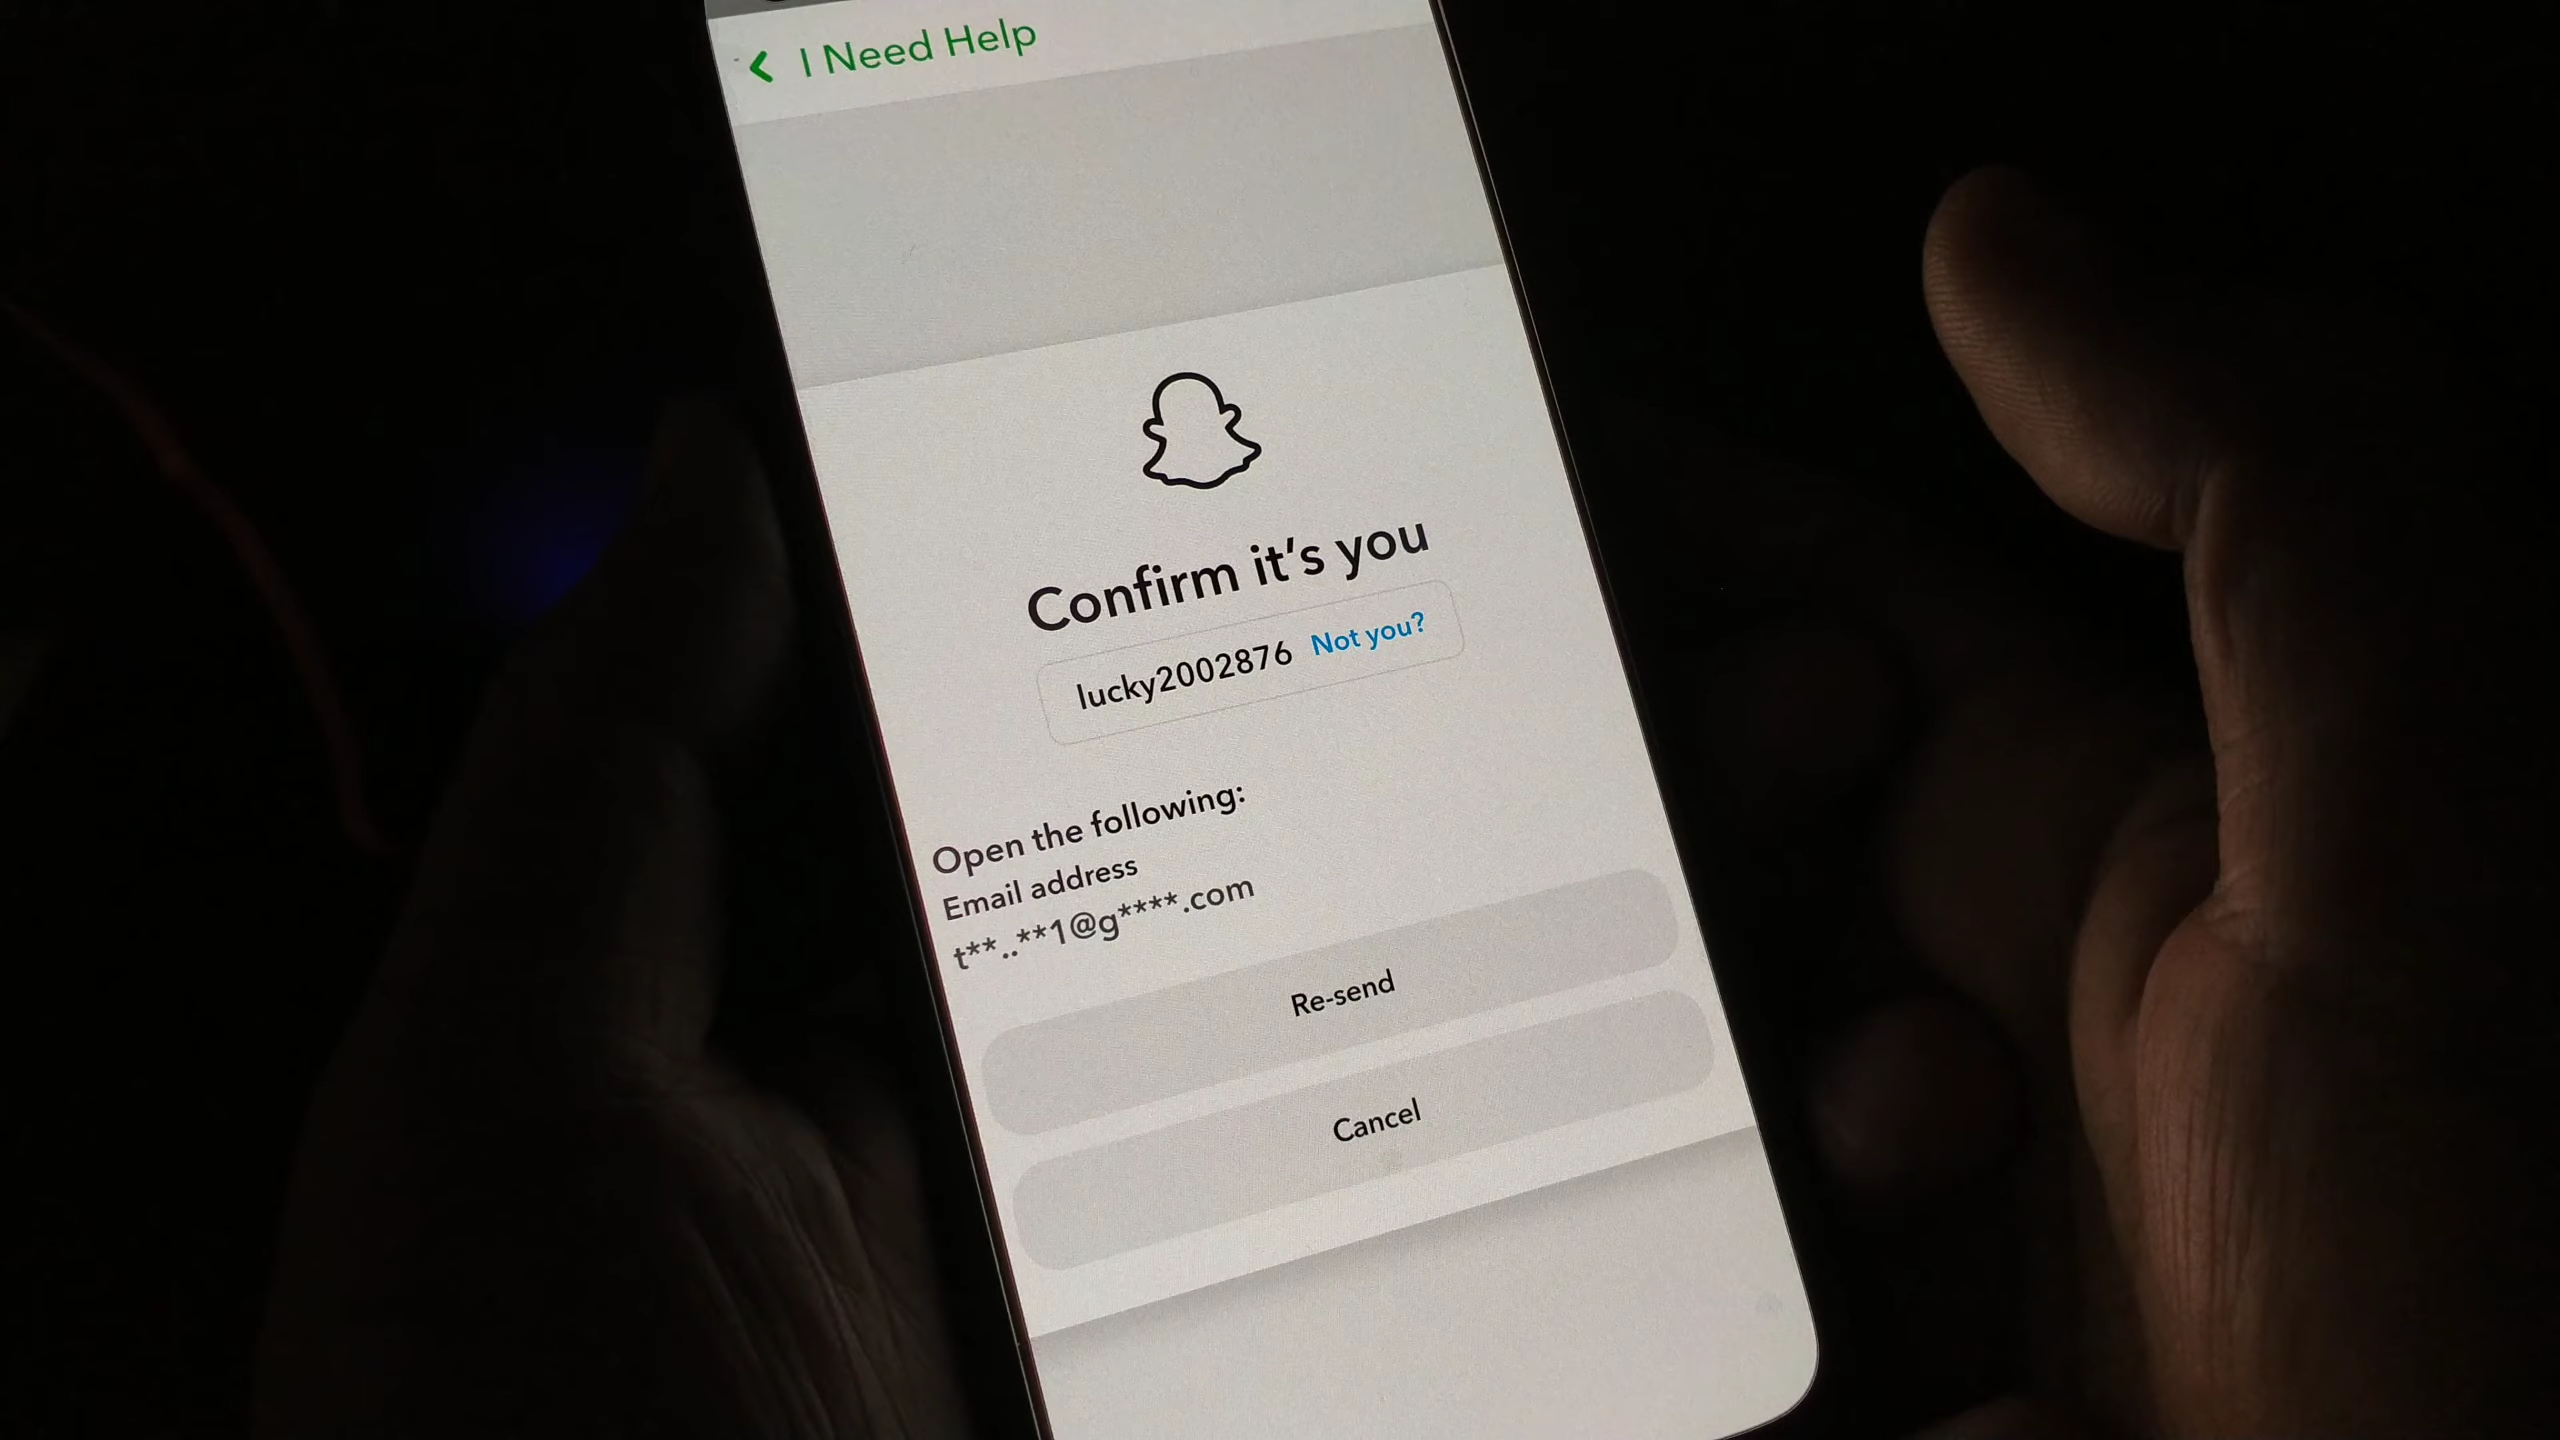 I Need Help
Confirm it's you
lucky2002876 Not you?
Open the following:
Email address
t**..**1@g****.com
Re-send
Cancel